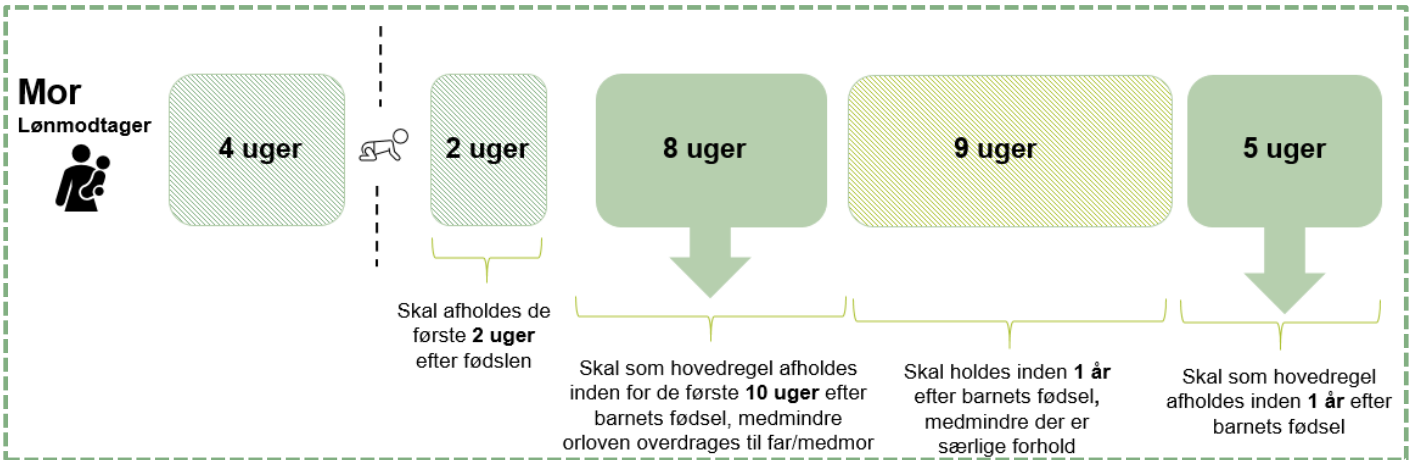 Mor
Lønmodtager
4 uger
2 uger
8 uger
9 uger
5 uger
Skal afholdes de
første 2 uger
efter fødslen
Skal som hovedregel afholdes
inden for de første 10 uger efter
barnets fødsel, medmindre
orloven overdrages til far/medmor
Skal holdes inden 1 år
efter barnets fødsel,
medmindre der er
særlige forhold
Skal som hovedregel
afholdes inden 1 år efter
barnets fødsel